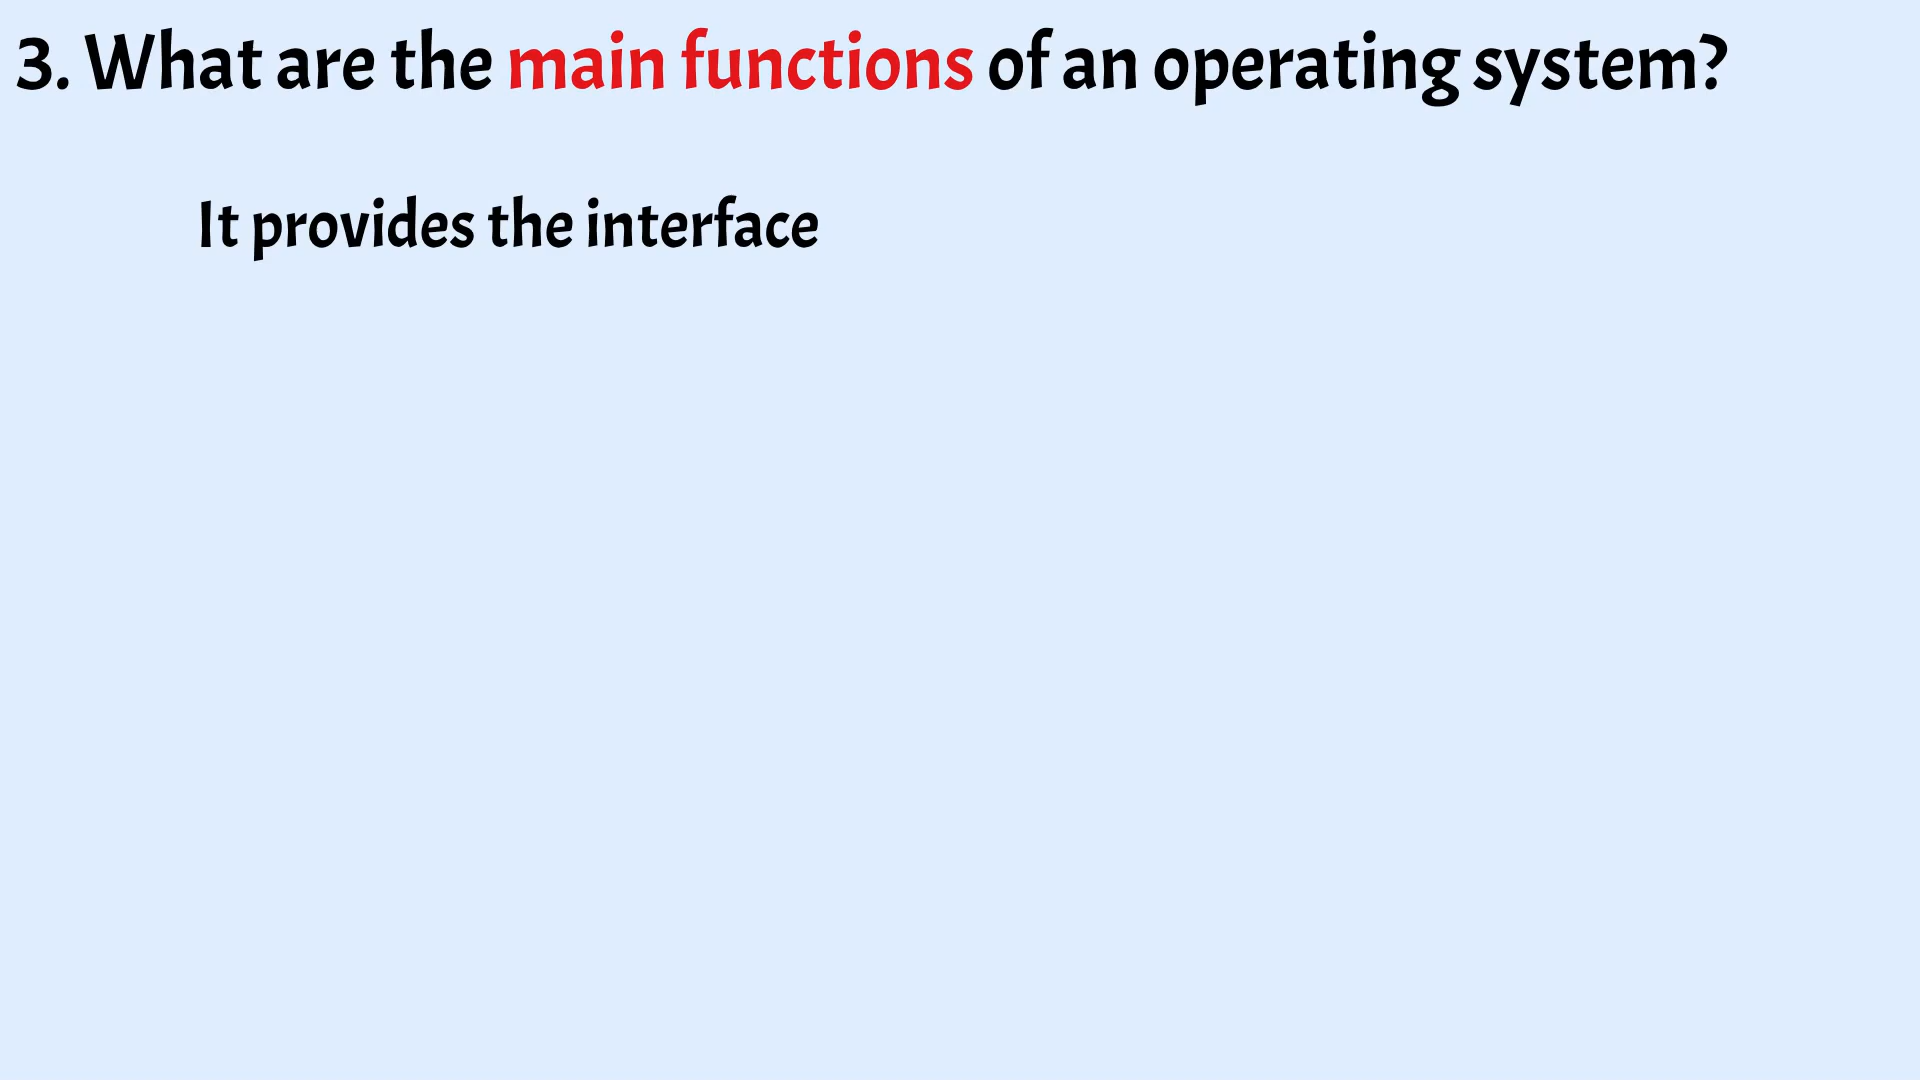 3. What are the main functions of an operating system?
It provides the interface